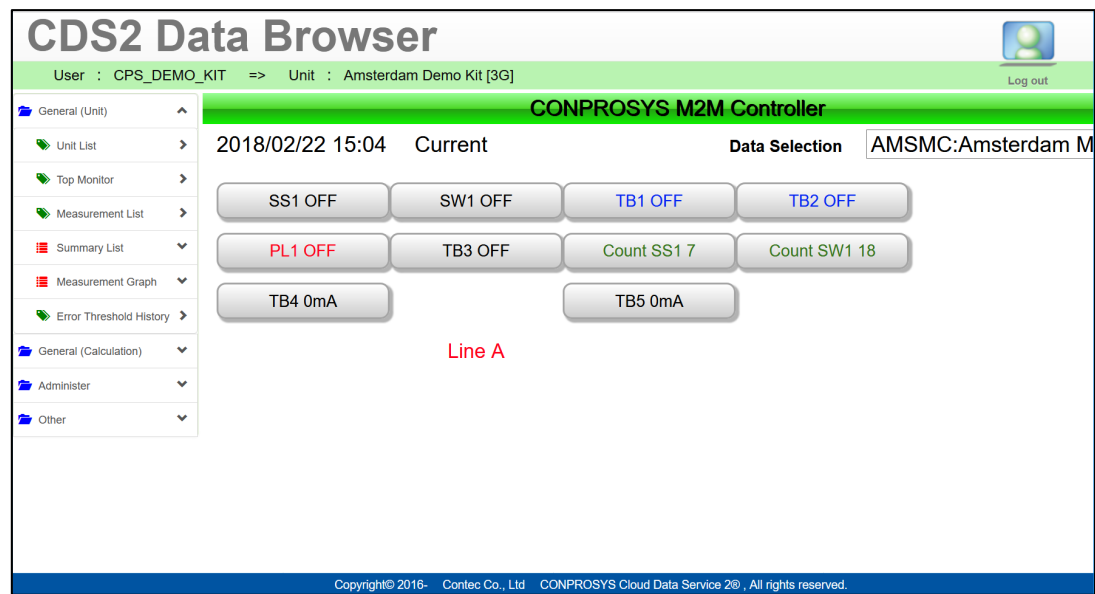 CDS2 Data Browser
User : CPS_DEMO_KIT => Unit : Amsterdam Demo Kit [3G]
Log out
General (Unit)
Unit List
Top Monitor
Measurement List
Summary List
Measurement Graph
Error Threshold History
General (Calculation)
Administer
Other
CONPROSYS M2M Controller
2018/02/22 15:04 Current Data Selection AMSMC:Amsterdam M
SS1 OFF SW1 OFF TB1 OFF TB2 OFF
PL1 OFF TB3 OFF Count SS1 7 Count SW1 18
TB4 0mA TB5 0mA
Line A
Copyright© 2016- Contec Co., Ltd CONPROSYS Cloud Data Service 2® , All rights reserved.